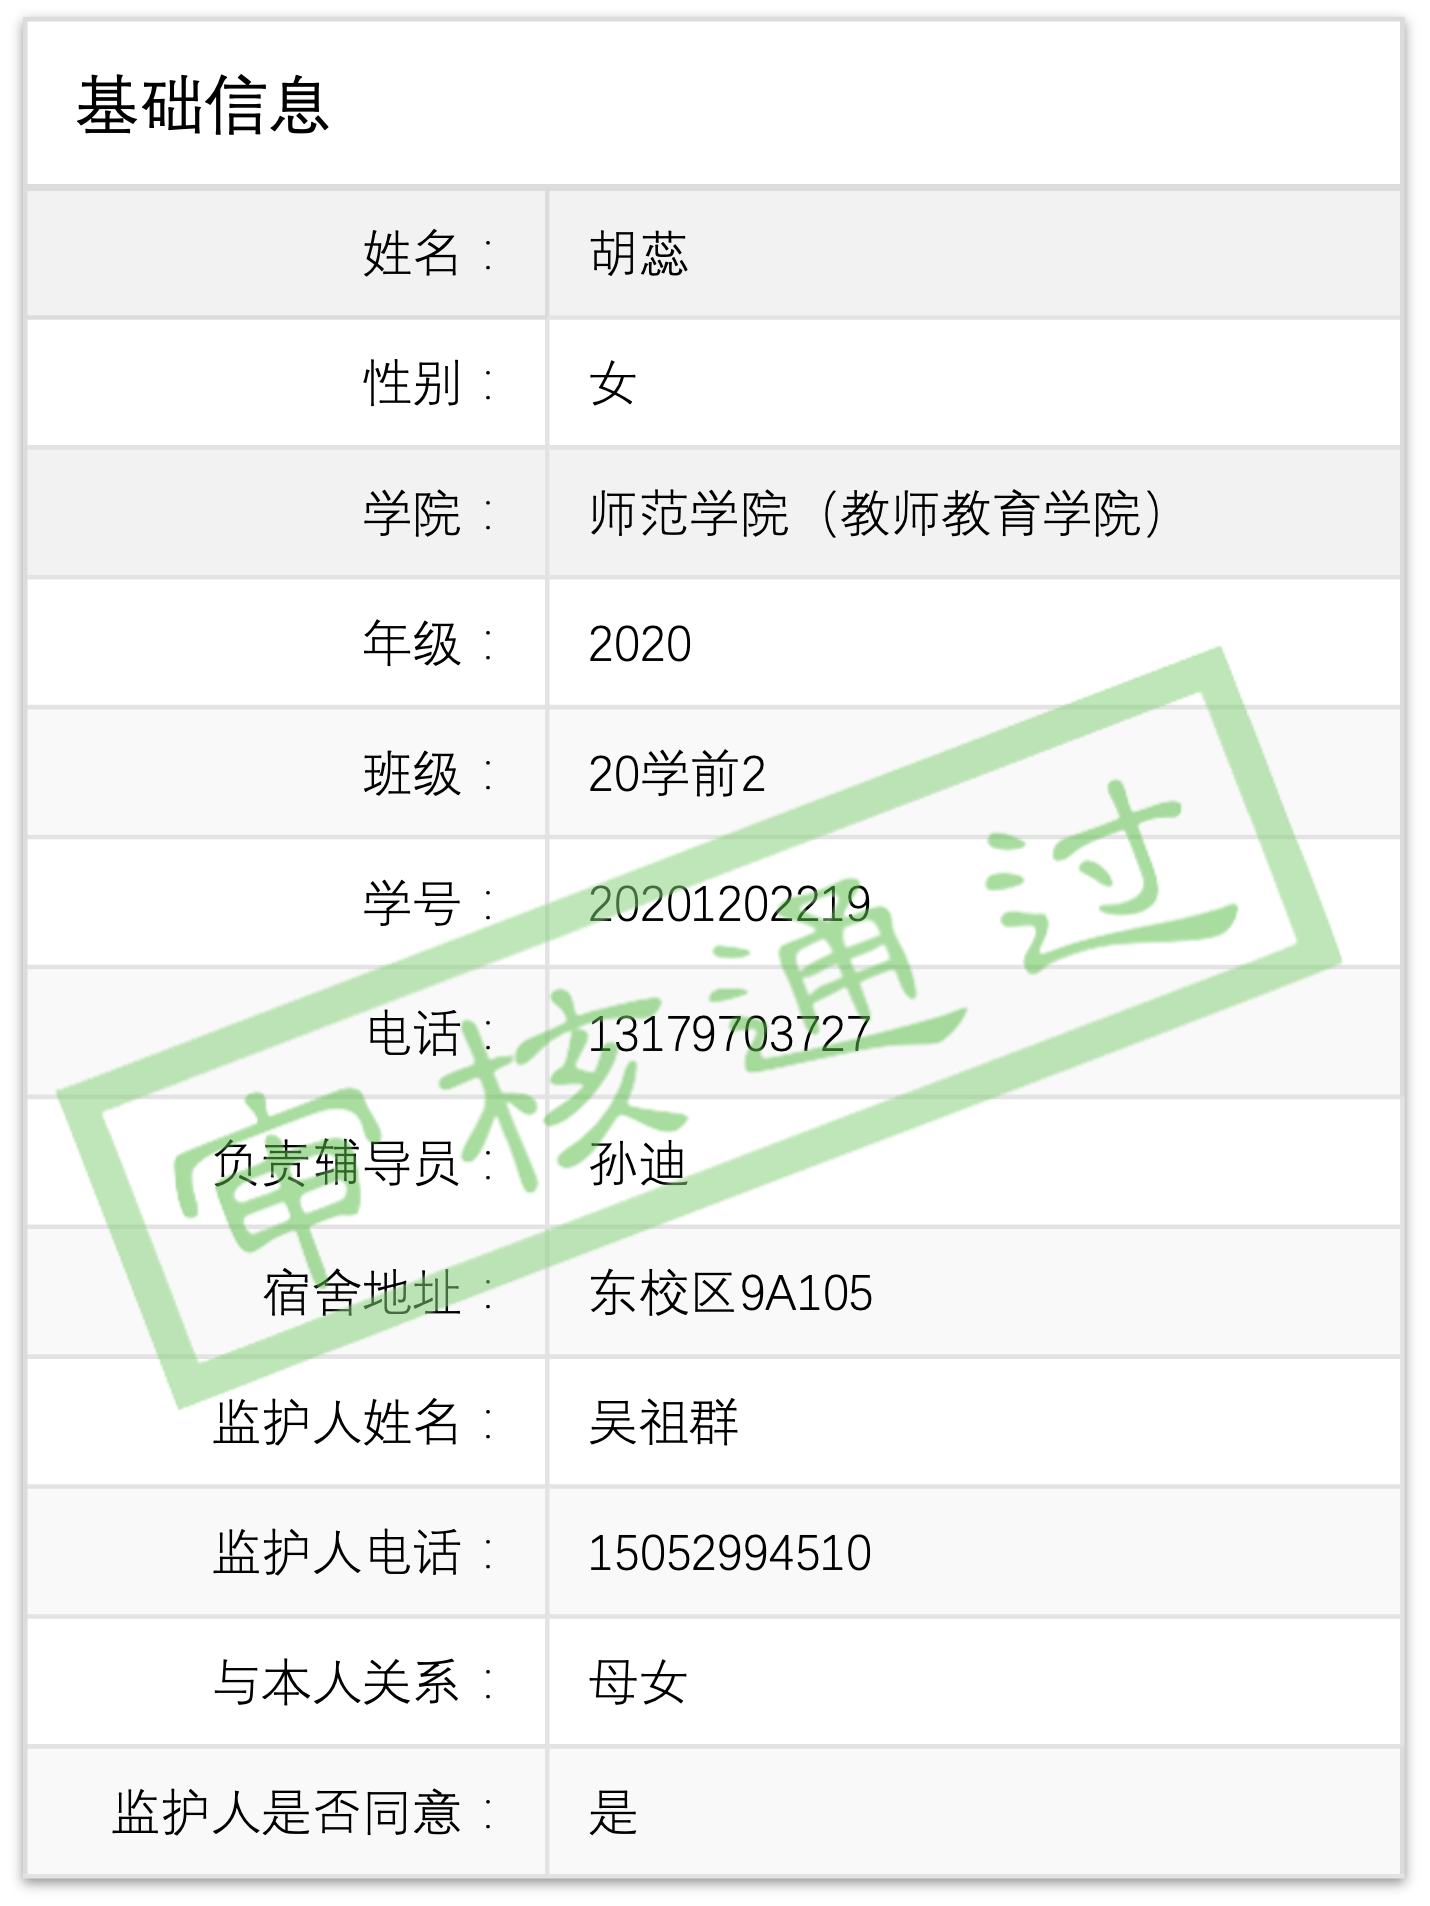 基础信息
姓名： 胡蕊
性别： 女
学院： 师范学院（教师教育学院）
年级： 2020
班级： 20学前2
学号： 20201202219
电话： 13179703727
负责辅导员： 孙迪
宿舍地址： 东校区9A105
监护人姓名： 吴祖群
监护人电话： 15052994510
与本人关系： 母女
监护人是否同意： 是
审核通过